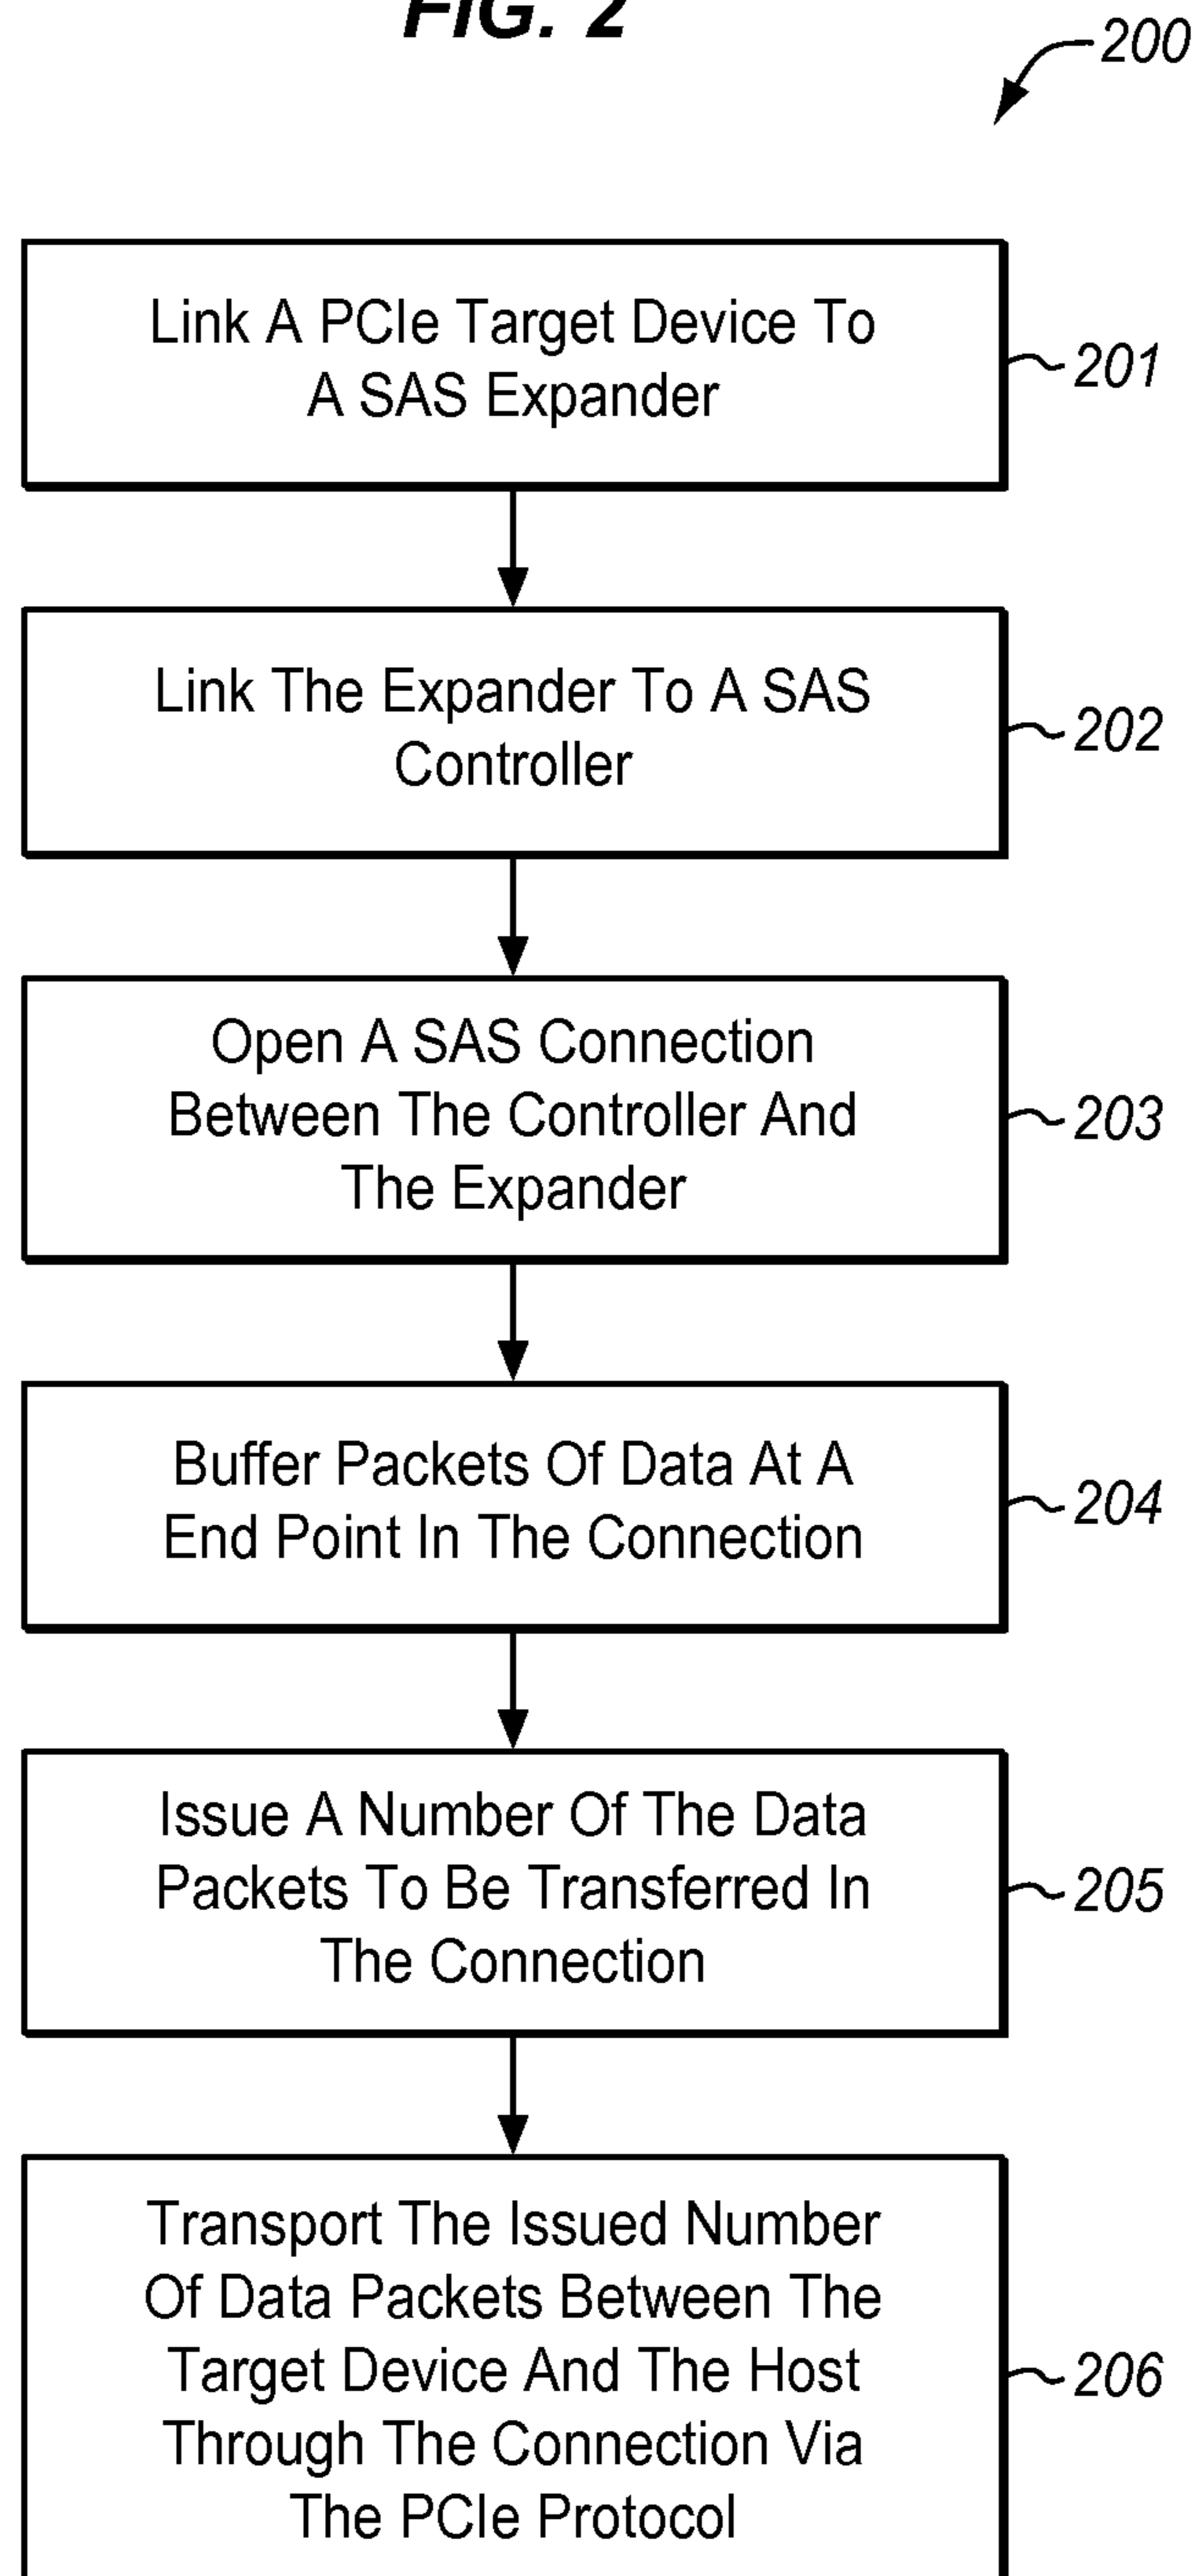 FIG. 2
200
Link A PCIe Target Device To
A SAS Expander
201
Link The Expander To A SAS
Controller
202
Open A SAS Connection
Between The Controller And
The Expander
203
Buffer Packets Of Data At A
End Point In The Connection
204
Issue A Number Of The Data
Packets To Be Transferred In
The Connection
205
Transport The Issued Number
Of Data Packets Between The
Target Device And The Host
Through The Connection Via
The PCIe Protocol
206